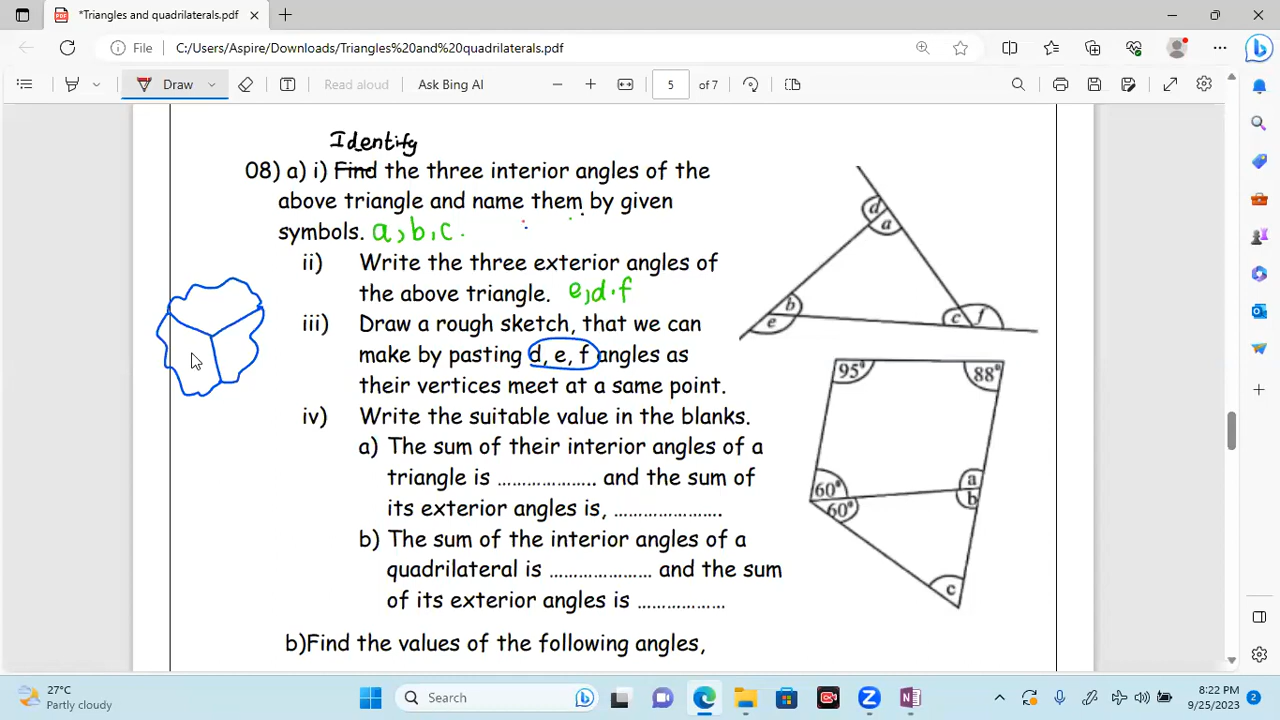 *Triangles and quadrilaterals.pdf
File C:/Users/Aspire/Downloads/Triangles%20and%20quadrilaterals.pdf
Draw Read aloud Ask Bing AI 5 of 7
Identify
08) a) i) Find the three interior angles of the
above triangle and name them by given
symbols. a, b, c.
ii) Write the three exterior angles of
the above triangle. e, d. f
iii) Draw a rough sketch, that we can
make by pasting d, e, f angles as
their vertices meet at a same point.
iv) Write the suitable value in the blanks.
a) The sum of their interior angles of a
triangle is ……………….. and the sum of
its exterior angles is, ………………….
b) The sum of the interior angles of a
quadrilateral is ………………… and the sum
of its exterior angles is ………………
b)Find the values of the following angles,
d
a
b
e
c f
95° 88°
60° a
60° b
c
27°C
Partly cloudy
Search
8:22 PM
9/25/2023
2